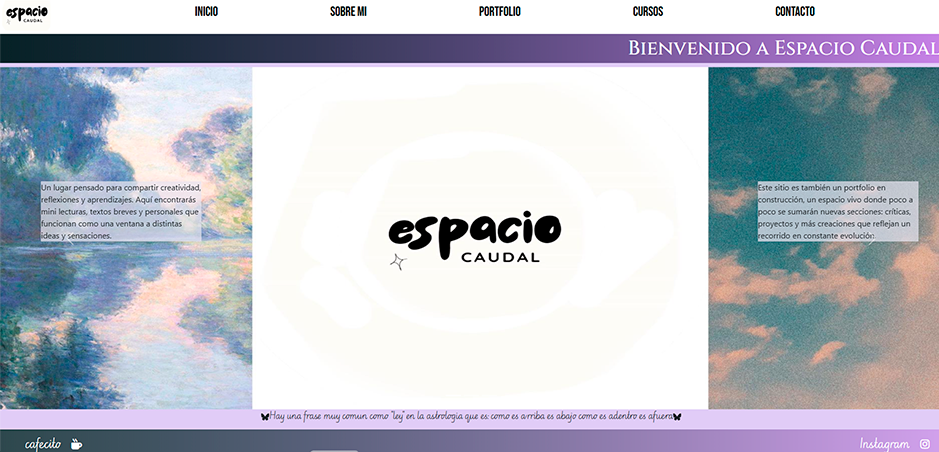 espacio
CAUDAL
INICIO
SOBRE MI
PORTFOLIO
CURSOS
CONTACTO
Bienvenido a Espacio Caudal
Un lugar pensado para compartir creatividad,
reflexiones y aprendizajes. Aquí encontrarás
mini lecturas, textos breves y personales que
funcionan como una ventana a distintas
ideas y sensaciones.
espacio
CAUDAL
Este sitio es también un portfolio en
construcción, un espacio vivo donde poco a
poco se sumarán nuevas secciones: críticas,
proyectos y más creaciones que reflejan un
recorrido en constante evolución:
Hay una frase muy comun como "ley" en la astrologia que es: como es arriba es abajo como es adentro es afuera
cafecito
Instagram